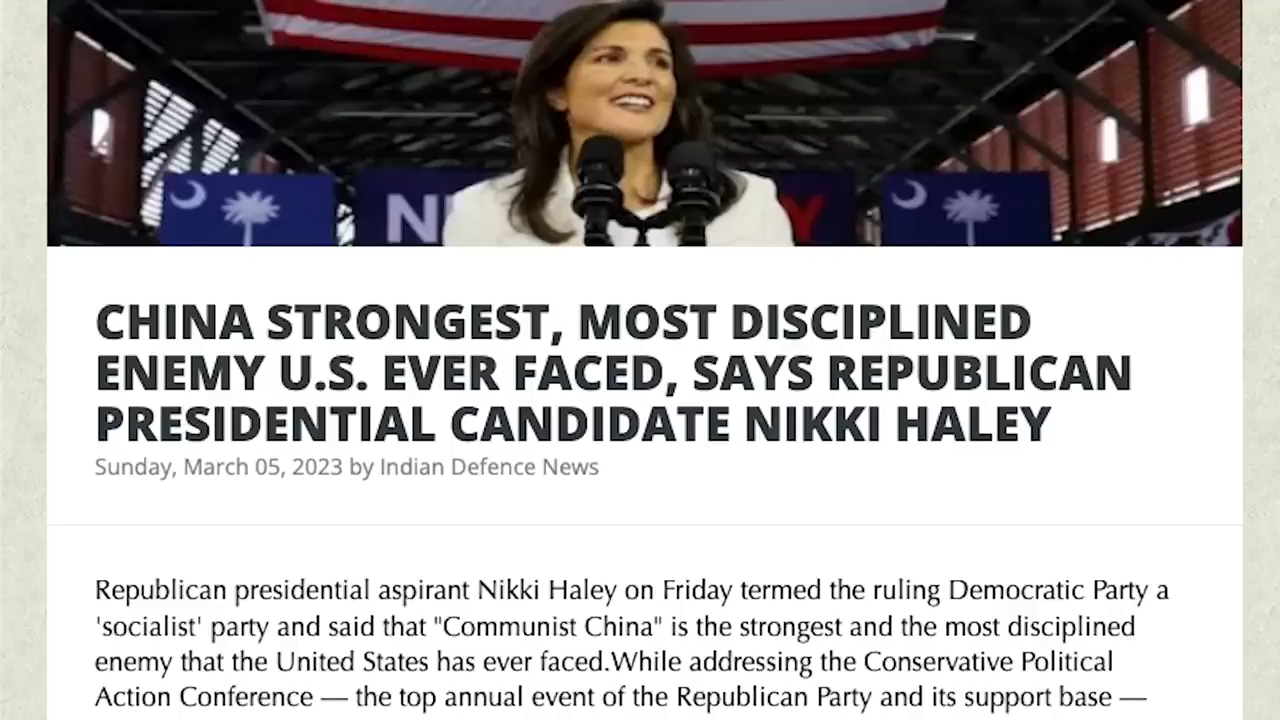 CHINA STRONGEST, MOST DISCIPLINED
ENEMY U.S. EVER FACED, SAYS REPUBLICAN
PRESIDENTIAL CANDIDATE NIKKI HALEY
Sunday, March 05, 2023 by Indian Defence News
Republican presidential aspirant Nikki Haley on Friday termed the ruling Democratic Party a
'socialist' party and said that "Communist China" is the strongest and the most disciplined
enemy that the United States has ever faced.While addressing the Conservative Political
Action Conference — the top annual event of the Republican Party and its support base —